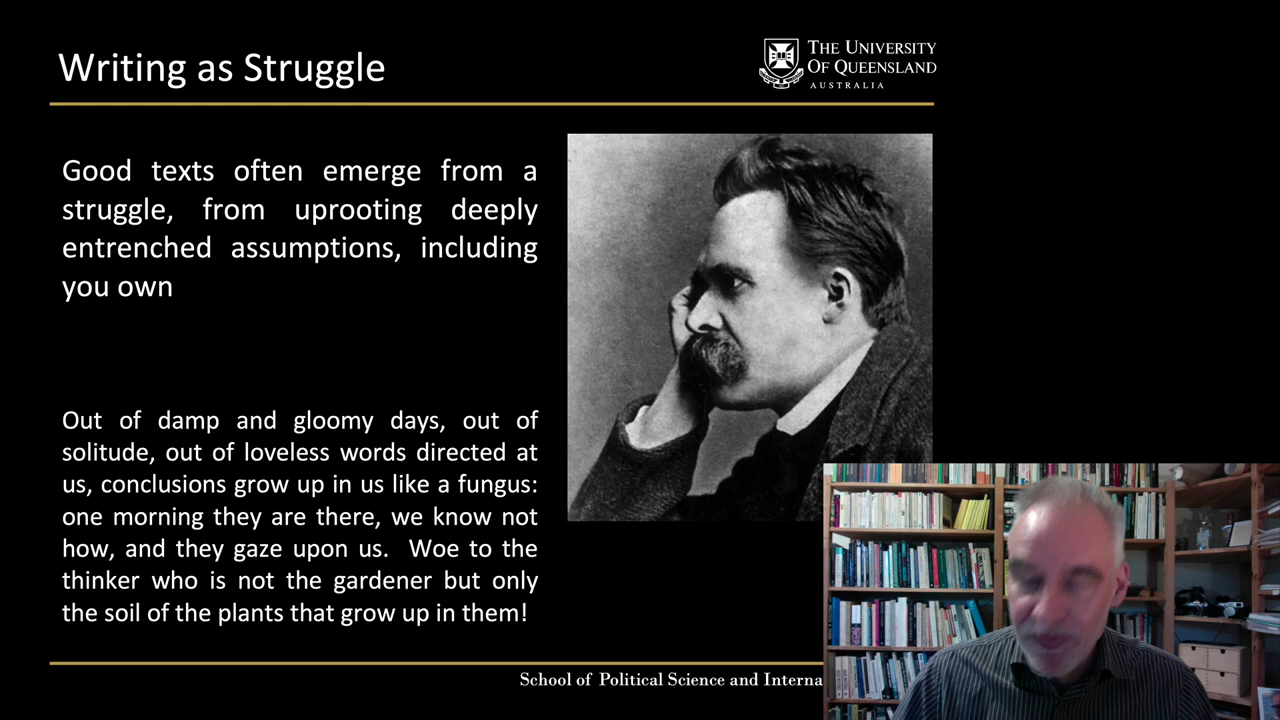 Writing as Struggle
THE UNIVERSITY
OF QUEENSLAND
AUSTRALIA
Good texts often emerge from a
struggle, from uprooting deeply
entrenched assumptions, including
you own
Out of damp and gloomy days, out of
solitude, out of loveless words directed at
us, conclusions grow up in us like a fungus:
one morning they are there, we know not
how, and they gaze upon us. Woe to the
thinker who is not the gardener but only
the soil of the plants that grow up in them!
School of Political Science and Interna